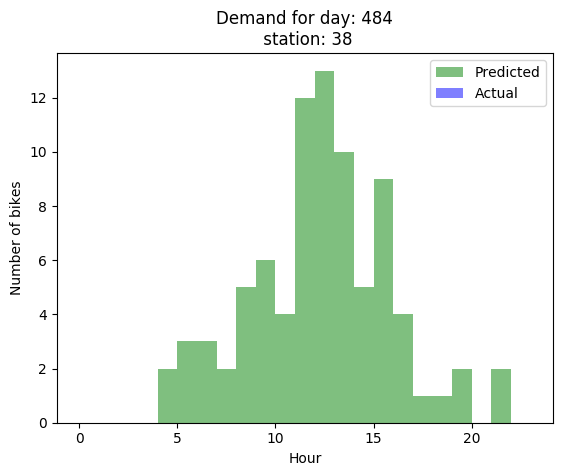 Demand for day: 484
station: 38
Predicted
Actual
12
10
8
6
4
2
0
Number of bikes
0
5
10
15
20
Hour